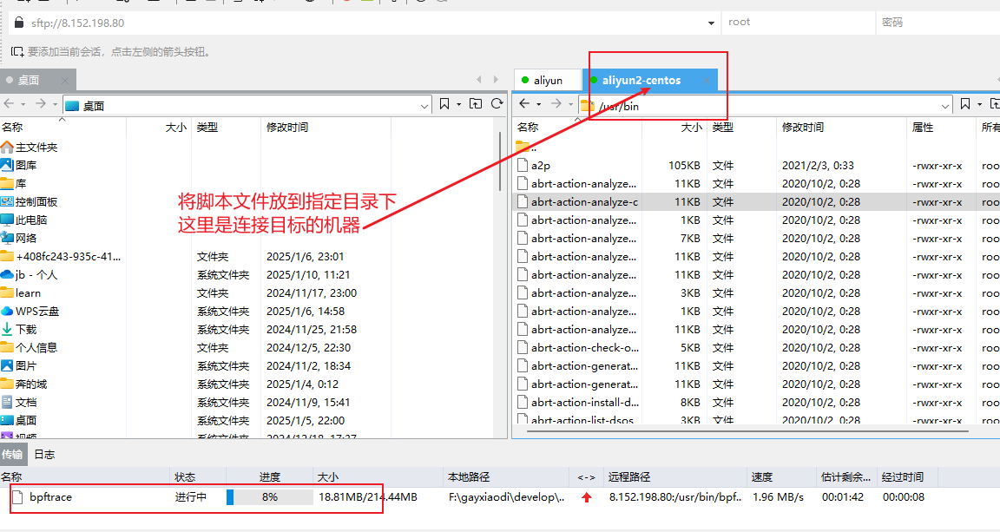 sftp://8.152.198.80 root 密码
要添加当前会话，点击左侧的箭头按钮。
桌面 aliyun aliyun2-centos
桌面 /usr/bin
名称 大小 类型 修改时间 名称 大小 类型 修改时间 属性 所有
主文件夹 ..
图库 a2p 105KB 文件 2021/2/3, 0:33 -rwxr-xr-x roo
库 abrt-action-analyze... 11KB 文件 2020/10/2, 0:28 -rwxr-xr-x roo
控制面板 abrt-action-analyze-c 11KB 文件 2020/10/2, 0:28 -rwxr-xr-x roo
此电脑 abrt-action-analyze... 1KB 文件 2020/10/2, 0:28 -rwxr-xr-x roo
网络 abrt-action-analyze... 7KB 文件 2020/10/2, 0:28 -rwxr-xr-x roo
将脚本文件放到指定目录下
这里是连接目标的机器
+408fc243-935c-41... 文件夹 2025/1/6, 23:01 abrt-action-analyze... 11KB 文件 2020/10/2, 0:28 -rwxr-xr-x roo
jb - 个人 系统文件夹 2025/1/10, 11:21 abrt-action-analyze... 11KB 文件 2020/10/2, 0:28 -rwxr-xr-x roo
learn 文件夹 2024/11/17, 23:00 abrt-action-analyze... 3KB 文件 2020/10/2, 0:28 -rwxr-xr-x roo
WPS云盘 系统文件夹 2025/1/6, 14:58 abrt-action-analyze... 1KB 文件 2020/10/2, 0:28 -rwxr-xr-x roo
下载 系统文件夹 2024/11/25, 21:58 abrt-action-analyze... 11KB 文件 2020/10/2, 0:28 -rwxr-xr-x roo
个人信息 文件夹 2024/12/5, 22:30 abrt-action-check-o... 5KB 文件 2020/10/2, 0:28 -rwxr-xr-x roo
图片 系统文件夹 2024/11/2, 18:34 abrt-action-generat... 11KB 文件 2020/10/2, 0:28 -rwxr-xr-x roo
奔的域 系统文件夹 2025/1/4, 0:12 abrt-action-generat... 11KB 文件 2020/10/2, 0:28 -rwxr-xr-x roo
文档 系统文件夹 2024/11/9, 15:41 abrt-action-install-d... 8KB 文件 2020/10/2, 0:28 -rwxr-xr-x roo
桌面 系统文件夹 2025/1/5, 22:00 abrt-action-list-dsos 3KB 文件 2020/10/2, 0:28 -rwxr-xr-x roo
视频 系统文件夹 2024/12/18, 17:27
传输 日志
名称 状态 进度 大小 本地路径 <-> 远程路径 速度 估计剩余... 经过时间
bpftrace 进行中 8% 18.81MB/214.44MB F:\gayxiaodi\develop\... 8.152.198.80:/usr/bin/bpf... 1.96 MB/s 00:01:42 00:00:08